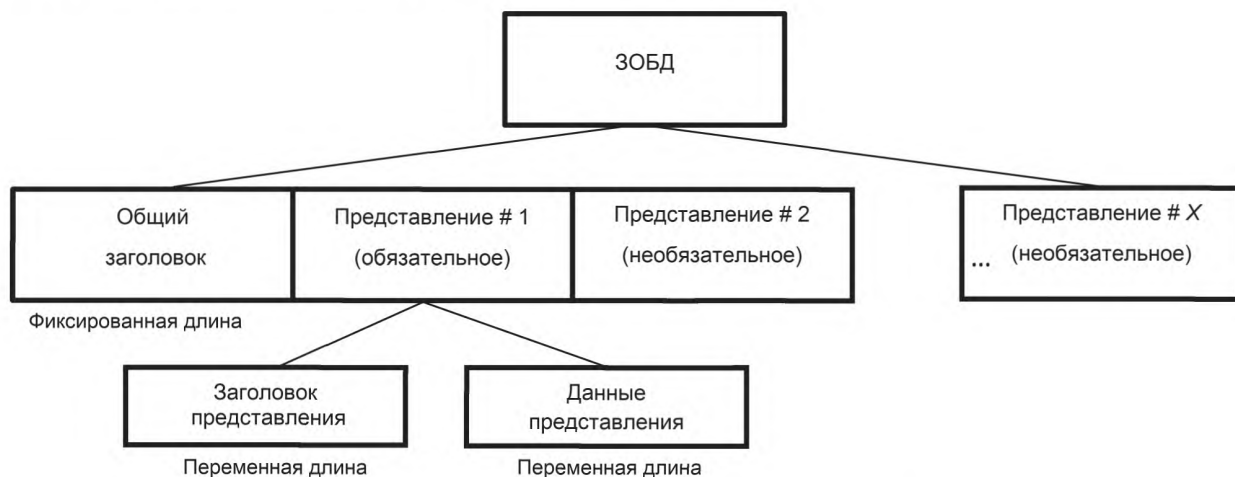 ЗОБД
Общий
заголовок
Представление # 1
(обязательное)
Представление # 2
(необязательное)
Представление # X
... (необязательное)
Фиксированная длина
Заголовок
представления
Данные
представления
Переменная длина
Переменная длина